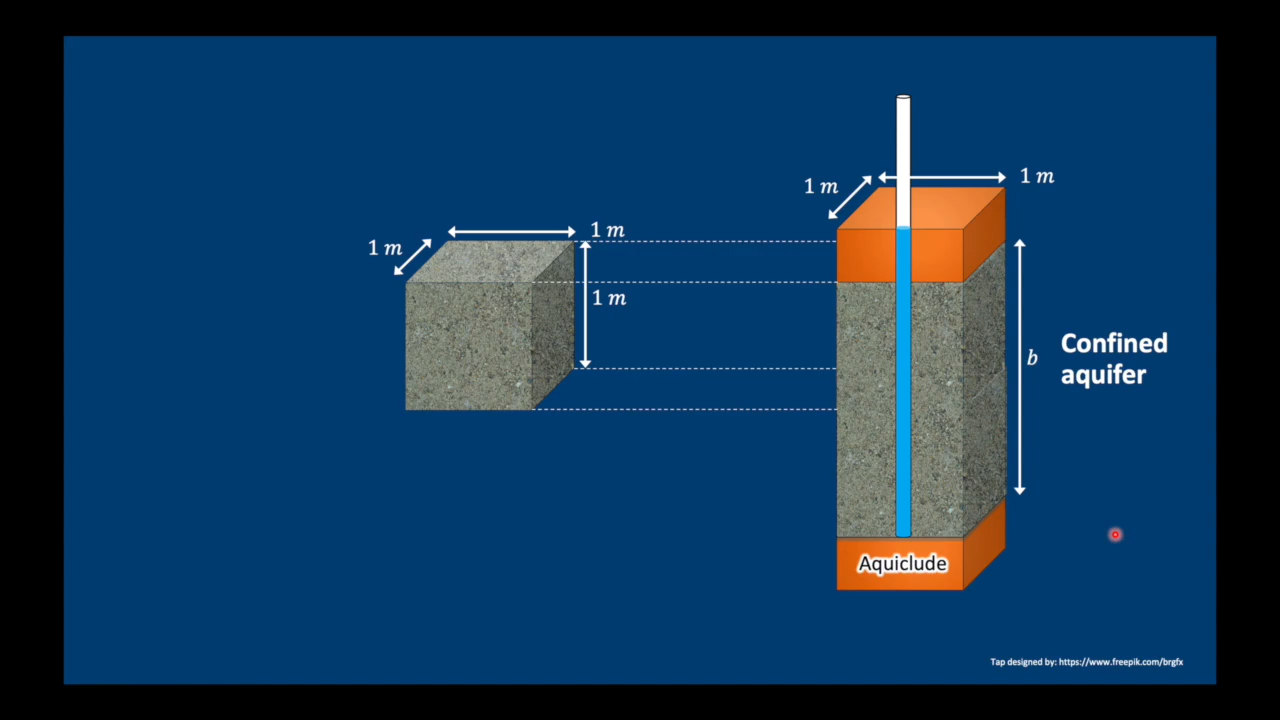 1 m
1 m
1 m
1 m
1 m
b
Confined
aquifer
Aquiclude
Tap designed by: https://www.freepik.com/brgfx